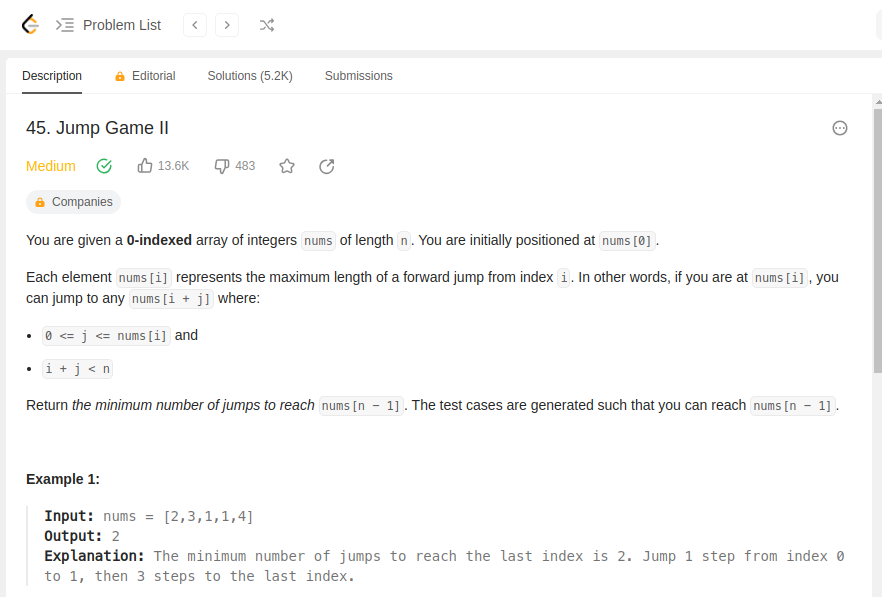 Problem List
Description Editorial Solutions (5.2K) Submissions
45. Jump Game II
Medium 13.6K 483
Companies
You are given a 0-indexed array of integers nums of length n. You are initially positioned at nums[0].
Each element nums[i] represents the maximum length of a forward jump from index i. In other words, if you are at nums[i], you
can jump to any nums[i + j] where:
• 0 <= j <= nums[i] and
• i + j < n
Return the minimum number of jumps to reach nums[n - 1]. The test cases are generated such that you can reach nums[n - 1].
Example 1:
Input: nums = [2,3,1,1,4]
Output: 2
Explanation: The minimum number of jumps to reach the last index is 2. Jump 1 step from index 0
to 1, then 3 steps to the last index.